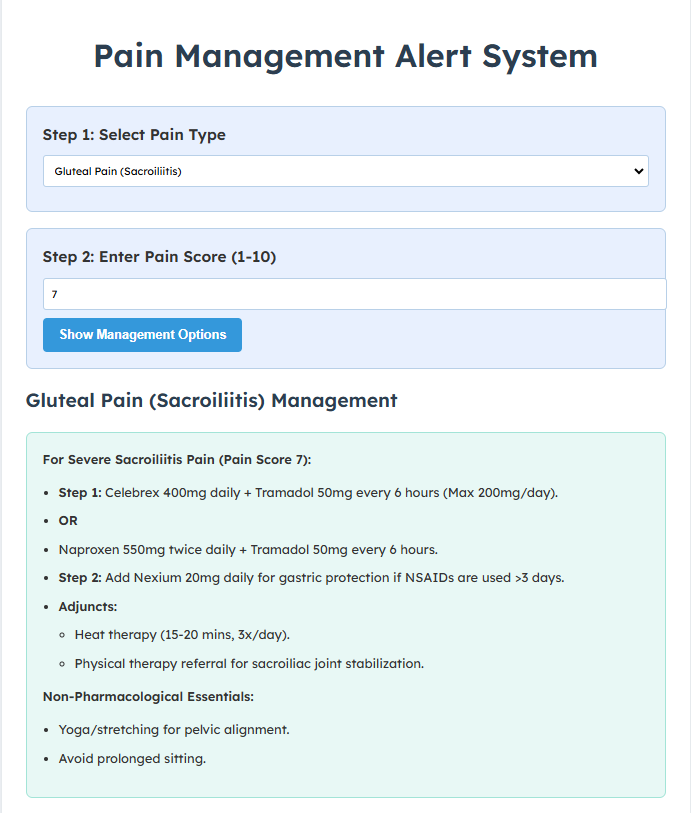 Pain Management Alert System
Step 1: Select Pain Type
Gluteal Pain (Sacroiliitis)
Step 2: Enter Pain Score (1-10)
7
Show Management Options
Gluteal Pain (Sacroiliitis) Management
For Severe Sacroiliitis Pain (Pain Score 7):
• Step 1: Celebrex 400mg daily + Tramadol 50mg every 6 hours (Max 200mg/day).
• OR
• Naproxen 550mg twice daily + Tramadol 50mg every 6 hours.
• Step 2: Add Nexium 20mg daily for gastric protection if NSAIDs are used >3 days.
• Adjuncts:
◦ Heat therapy (15-20 mins, 3x/day).
◦ Physical therapy referral for sacroiliac joint stabilization.
Non-Pharmacological Essentials:
• Yoga/stretching for pelvic alignment.
• Avoid prolonged sitting.